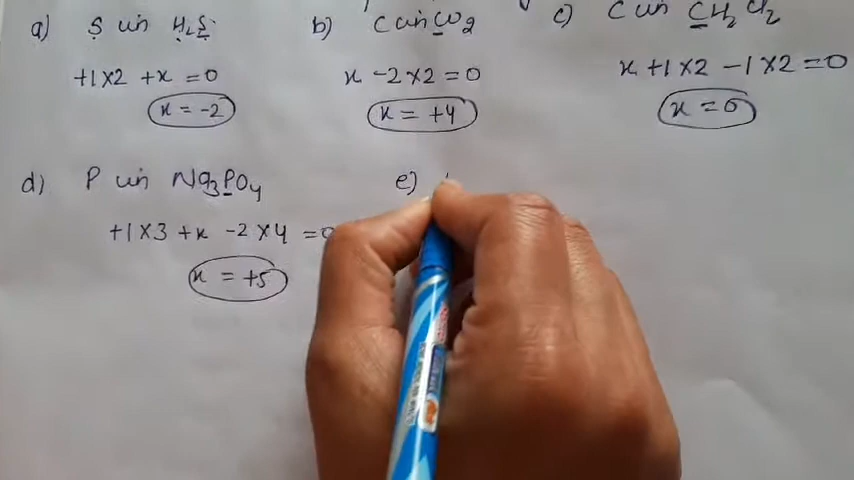 a) S in H₂S b) C in CO₂ c) C in CH₂Cl₂
+1×2 +x = 0 x -2×2 = 0 x +1×2 -1×2 = 0
x = -2 x = +4 x = 0
d) P in Na₃PO₄ e)
+1×3 +x -2×4 = 0
x = +5